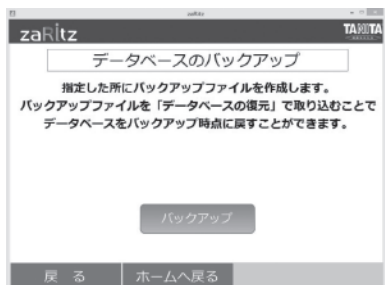 zaRitz
zaRitz
TANITA
データベースのバックアップ
指定した所にバックアップファイルを作成します。
バックアップファイルを「データベースの復元」で取り込むことで
データベースをバックアップ時点に戻すことができます。
バックアップ
戻 る
ホームへ戻る